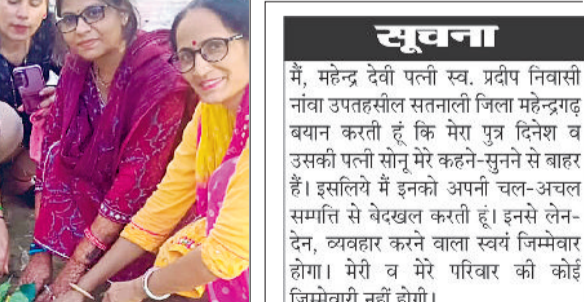 सूचना
मैं, महेन्द्र देवी पत्नी स्व. प्रदीप निवासी
नांवा उपतहसील सतनाली जिला महेन्द्रगढ़
बयान करती हूं कि मेरा पुत्र दिनेश व
उसकी पत्नी सोनू मेरे कहने-सुनने से बाहर
हैं। इसलिये मैं इनको अपनी चल-अचल
सम्पत्ति से बेदखल करती हूं। इनसे लेन-
देन, व्यवहार करने वाला स्वयं जिम्मेवार
होगा। मेरी व मेरे परिवार की कोई
जिम्मेवारी नहीं होगी।